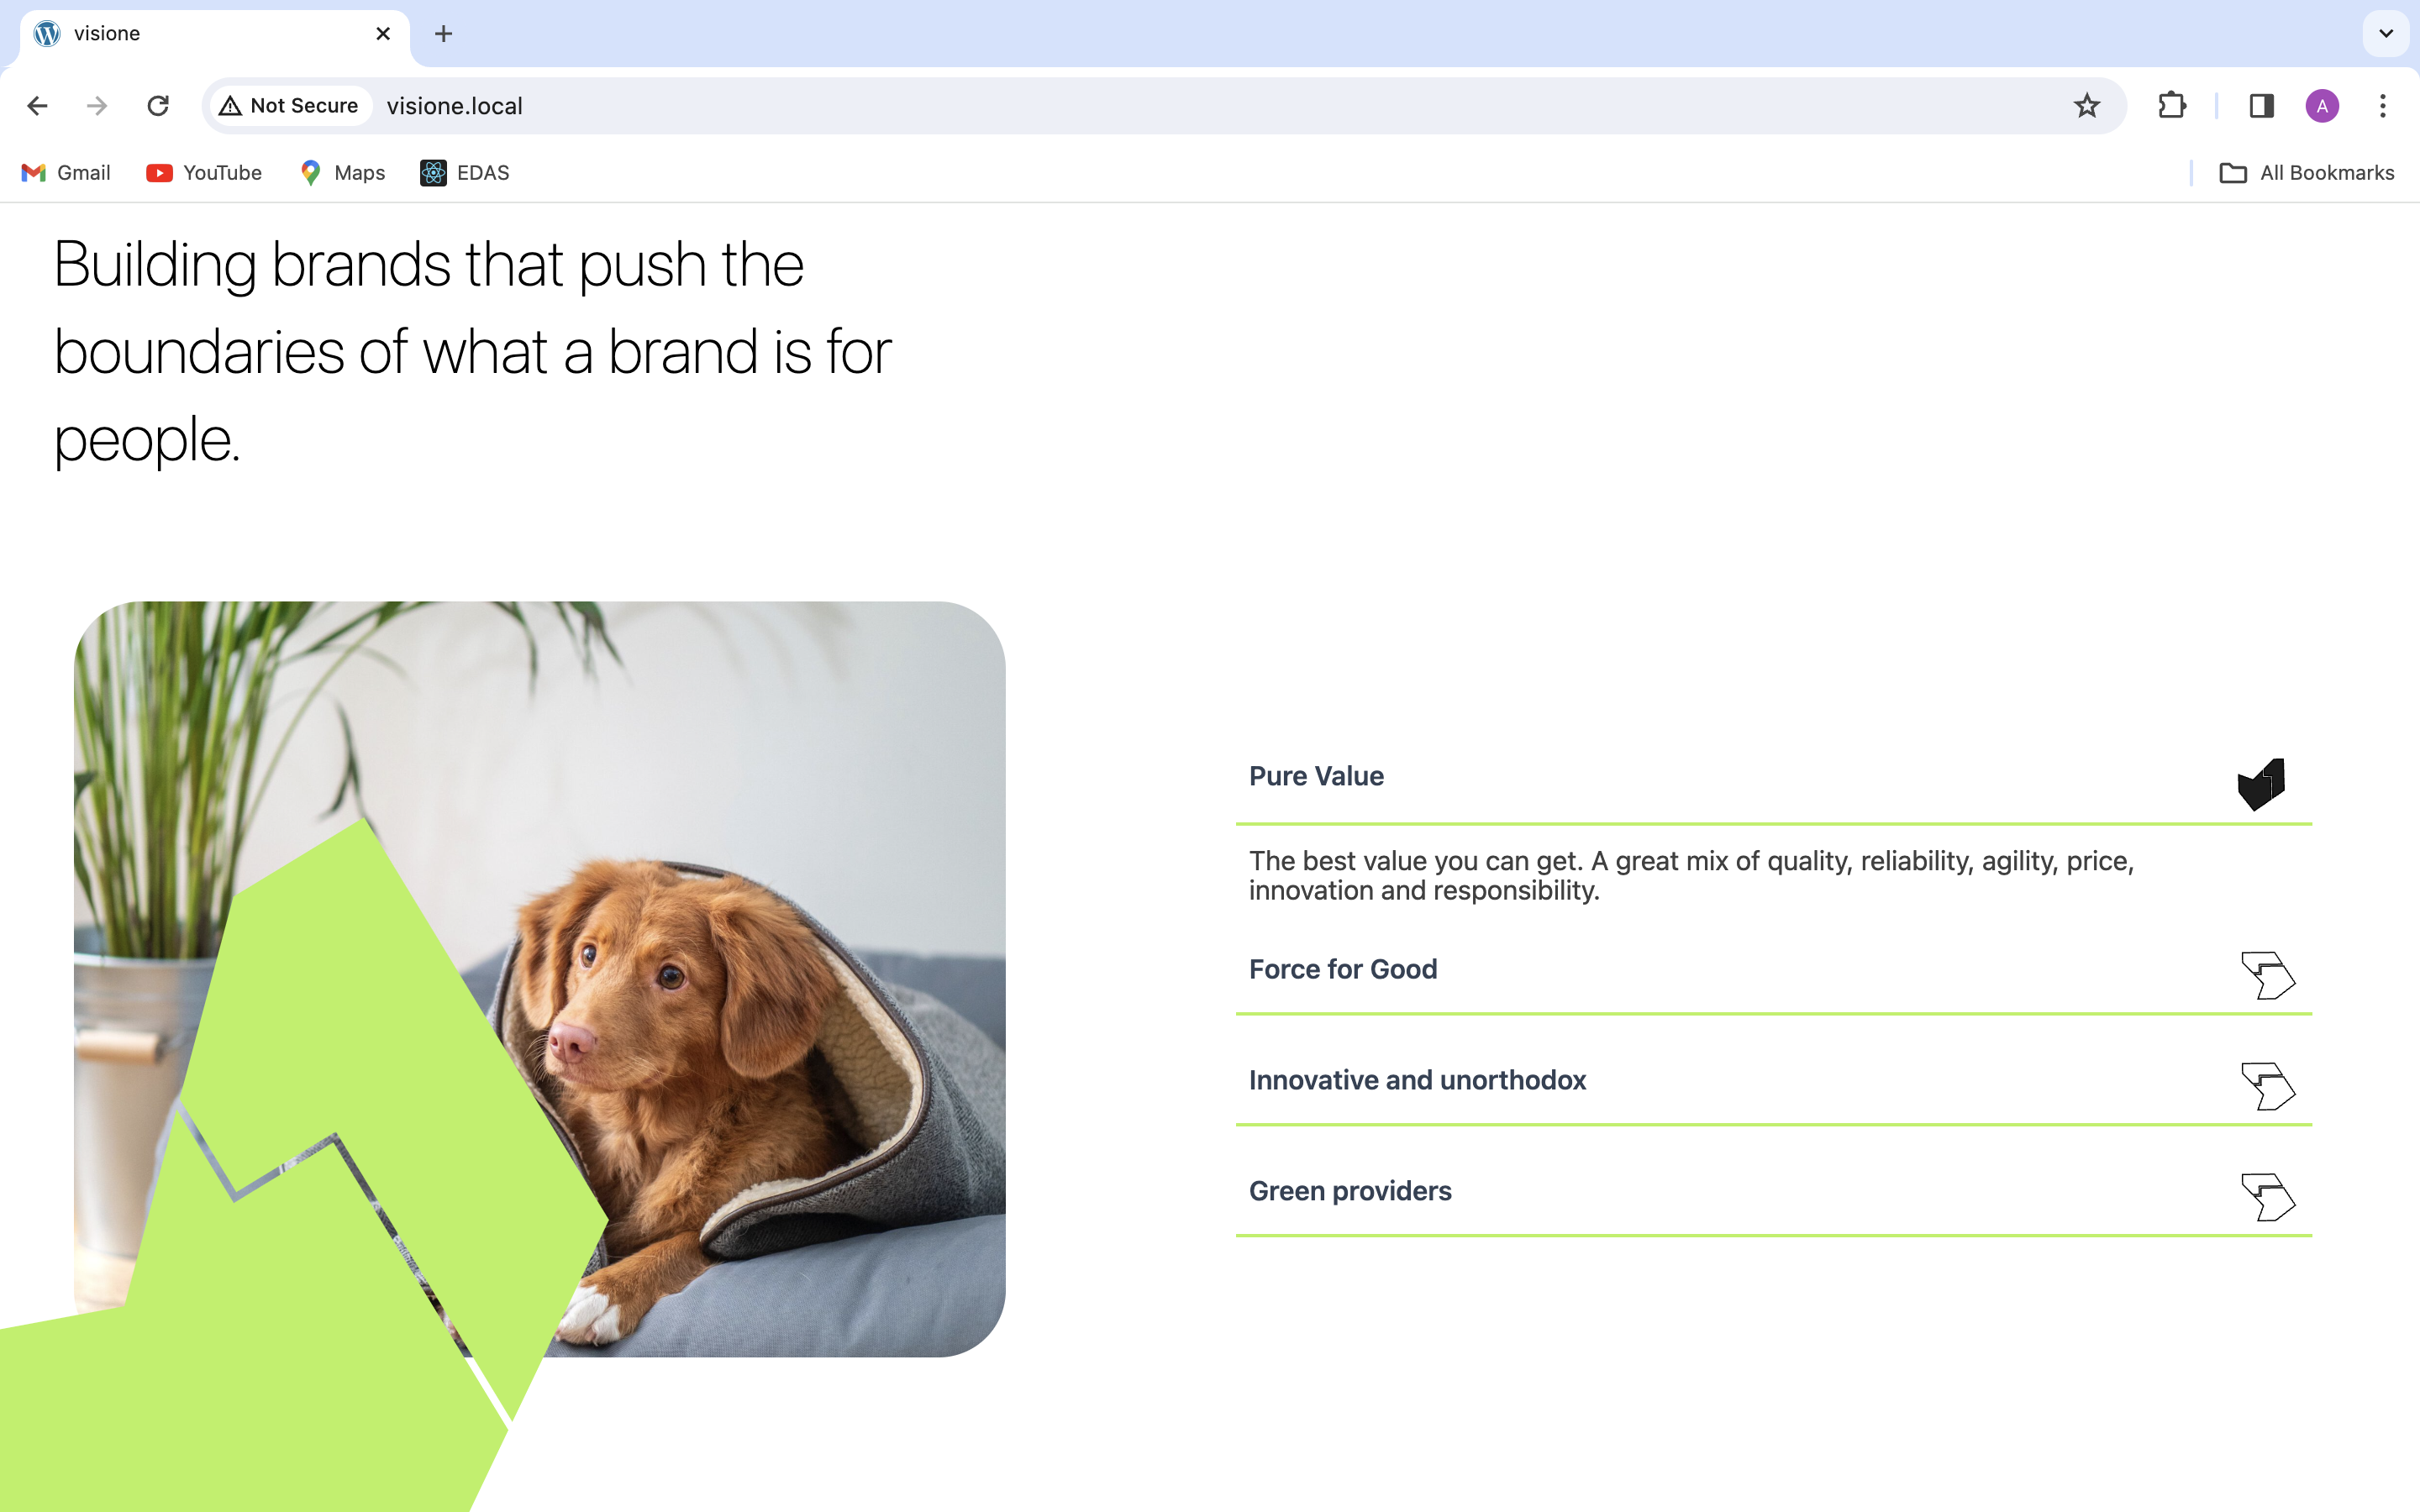 visione
Not Secure
visione.local
A
Gmail
YouTube
Maps
EDAS
All Bookmarks
Building brands that push the
boundaries of what a brand is for
people.
Pure Value
The best value you can get. A great mix of quality, reliability, agility, price,
innovation and responsibility.
Force for Good
Innovative and unorthodox
Green providers